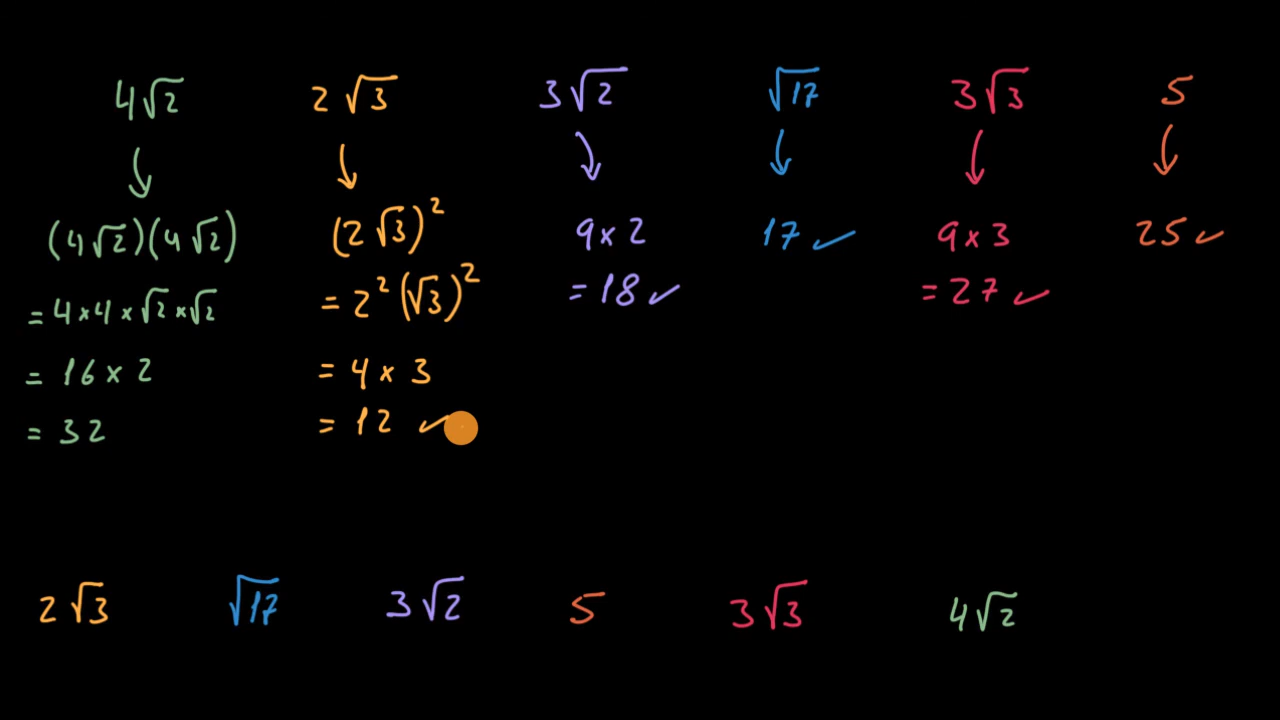 4√2 2√3 3√2 √17 3√3 5
↓ ↓ ↓ ↓ ↓ ↓
(4√2)(4√2) (2√3)² 9×2 17 ✓ 9×3 25 ✓
= 4×4×√2×√2 = 2²(√3)² = 18 ✓ = 27 ✓
= 16×2 = 4×3
= 32 = 12 ✓
2√3 √17 3√2 5 3√3 4√2